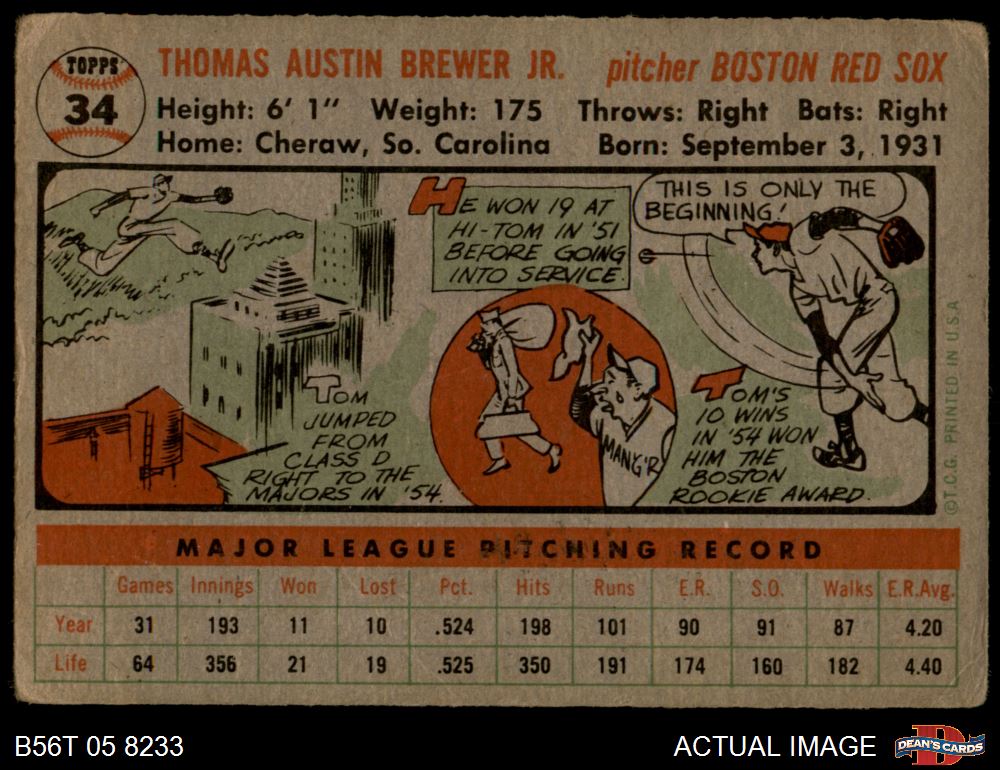 TOPPS
34
THOMAS AUSTIN BREWER JR. pitcher BOSTON RED SOX
Height: 6' 1" Weight: 175 Throws: Right Bats: Right
Home: Cheraw, So. Carolina Born: September 3, 1931
TOM
JUMPED
FROM
CLASS D
RIGHT TO THE
MAJORS IN '54.
HE WON 19 AT
HI-TOM IN '51
BEFORE GOING
INTO SERVICE.
MANG'R
THIS IS ONLY THE
BEGINNING!
TOM'S
10 WINS
IN '54 WON
HIM THE
BOSTON
ROOKIE AWARD.
©T.C.G. PRINTED IN U.S.A
MAJOR LEAGUE PITCHING RECORD
Games Innings Won Lost Pct. Hits Runs E.R. S.O. Walks E.R.Avg.
Year 31 193 11 10 .524 198 101 90 91 87 4.20
Life 64 356 21 19 .525 350 191 174 160 182 4.40
B56T 05 8233
ACTUAL IMAGE
D
DEAN'S CARDS